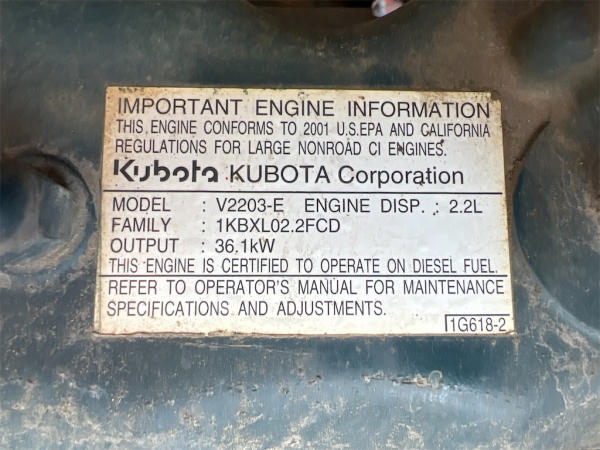 IMPORTANT ENGINE INFORMATION
THIS ENGINE CONFORMS TO 2001 U.S.EPA AND CALIFORNIA
REGULATIONS FOR LARGE NONROAD CI ENGINES.
Kubota KUBOTA Corporation
MODEL : V2203-E ENGINE DISP. : 2.2L
FAMILY : 1KBXL02.2FCD
OUTPUT : 36.1kW
THIS ENGINE IS CERTIFIED TO OPERATE ON DIESEL FUEL.
REFER TO OPERATOR'S MANUAL FOR MAINTENANCE
SPECIFICATIONS AND ADJUSTMENTS.
1G618-2